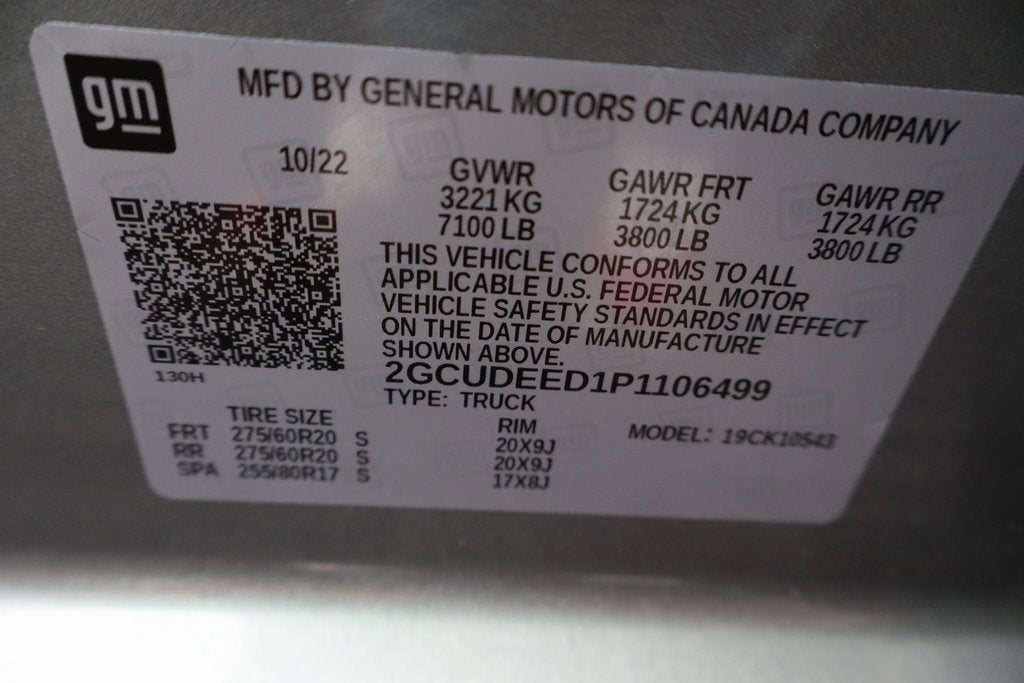 gm
MFD BY GENERAL MOTORS OF CANADA COMPANY
10/22
GVWR GAWR FRT GAWR RR
3221 KG 1724 KG 1724 KG
7100 LB 3800 LB 3800 LB
THIS VEHICLE CONFORMS TO ALL
APPLICABLE U.S. FEDERAL MOTOR
VEHICLE SAFETY STANDARDS IN EFFECT
ON THE DATE OF MANUFACTURE
SHOWN ABOVE.
130H
2GCUDEED1P1106499
TYPE: TRUCK
TIRE SIZE RIM MODEL: 19CK10543
FRT 275/60R20 S 20X9J
RR 275/60R20 S 20X9J
SPA 255/80R17 S 17X8J